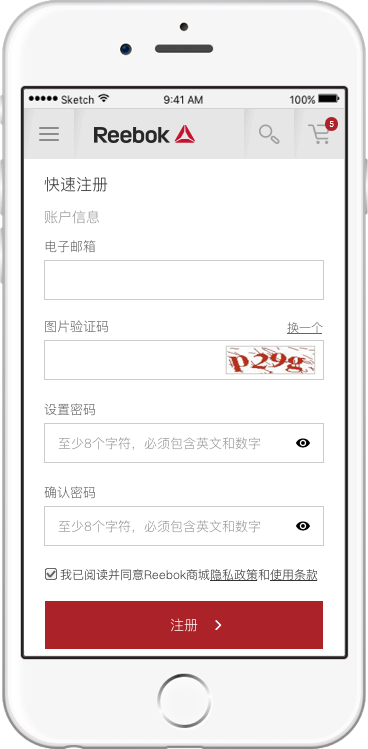 Sketch 9:41 AM 100%
Reebok 5
快速注册
账户信息
电子邮箱
图片验证码 换一个
p29g
设置密码
至少8个字符，必须包含英文和数字
确认密码
至少8个字符，必须包含英文和数字
我已阅读并同意Reebok商城隐私政策和使用条款
注册